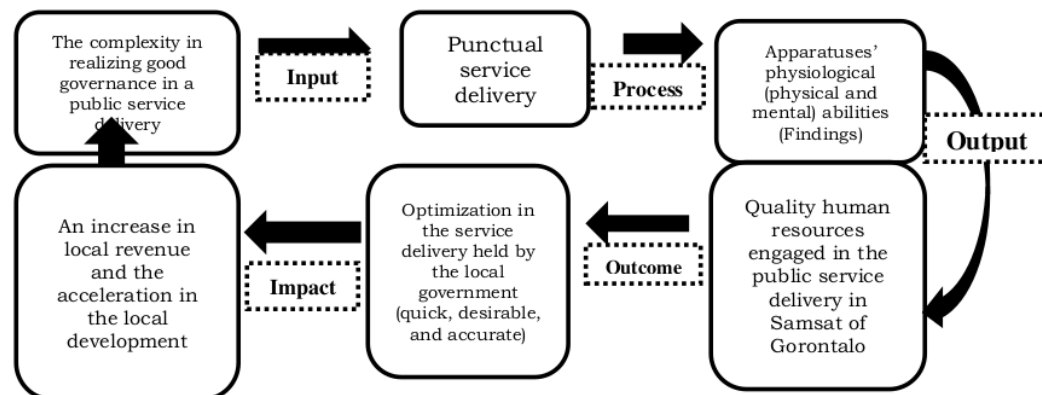 The complexity in
realizing good
governance in a
public service
delivery
Input
Punctual
service
delivery
Process
Apparatuses'
physiological
(physical and
mental) abilities
(Findings)
Output
Quality human
resources
engaged in the
public service
delivery in
Samsat of
Gorontalo
Outcome
Optimization in
the service
delivery held by
the local
government
(quick, desirable,
and accurate)
Impact
An increase in
local revenue
and the
acceleration in
the local
development